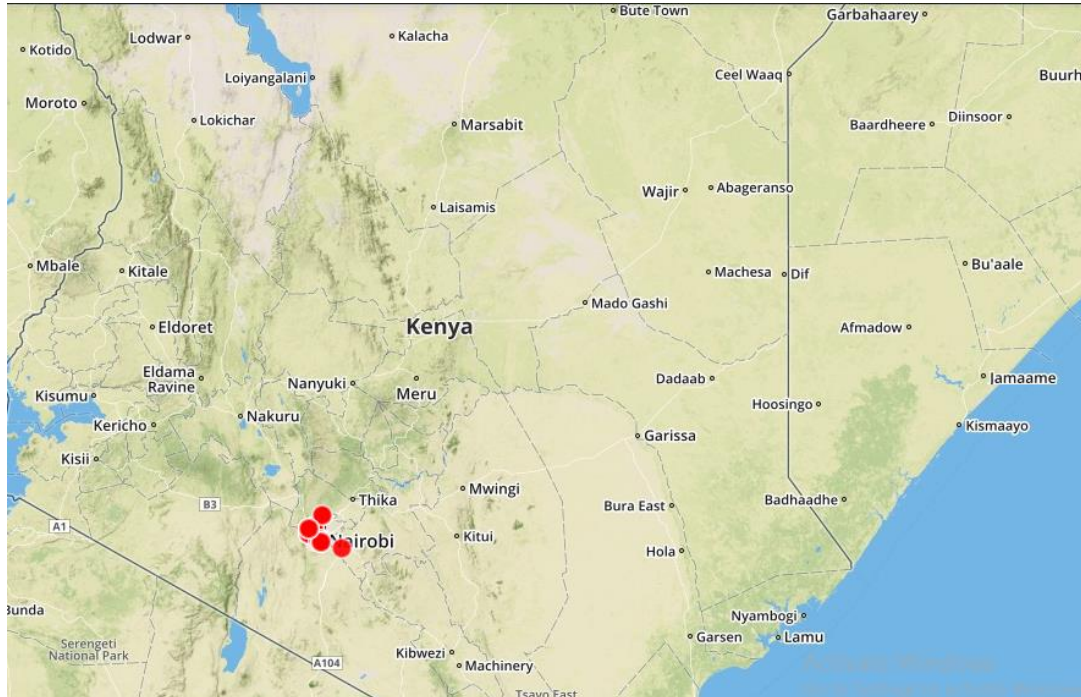 Bute Town
Garbahaarey
Lodwar
Kalacha
Kotido
Loiyangalani
Ceel Waaq
Buurh
Moroto
Lokichar
Marsabit
Baardheere
Diinsoor
Wajir
Abageranso
Laisamis
Mbale
Kitale
Machesa
Dif
Bu'aale
Mado Gashi
Eldoret
Kenya
Afmadow
Eldama
Ravine
Nanyuki
Meru
Dadaab
Jamaame
Kisumu
Nakuru
Hoosingo
Kericho
Garissa
Kismaayo
Kisii
Mwingi
Thika
B3
Bura East
Badhaadhe
A1
Nairobi
Kitui
Hola
Bunda
Nyambogi
Serengeti
National Park
Garsen
Lamu
A104
Kibwezi
Machinery
Tsavo East